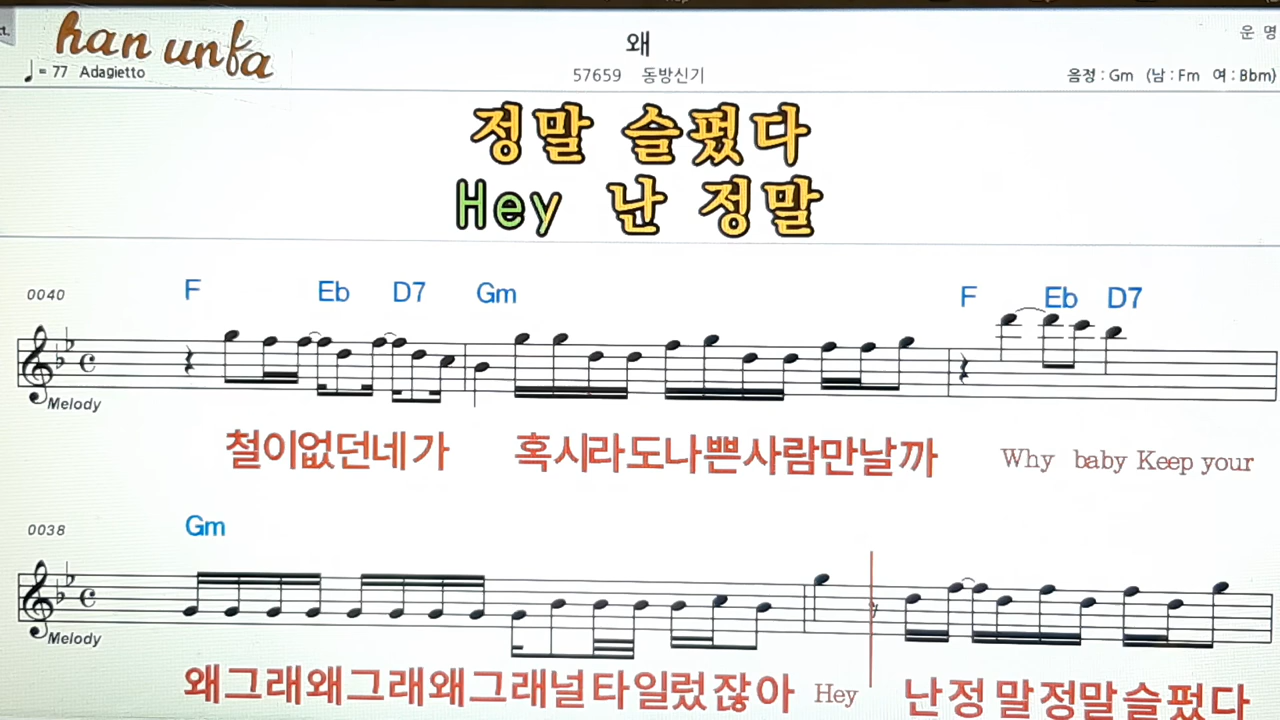 han unfa
왜
운 명
♩= 77 Adagietto
57659 동방신기
음정 : Gm (남 : Fm 여 : Bbm)
정말 슬펐다
Hey 난 정말
0040 F Eb D7 Gm F Eb D7
Melody
철이없던네가 혹시라도나쁜사람만날까 Why baby Keep your
0038 Gm
Melody
왜그래왜그래왜그래널타일렀잖아 Hey 난정말정말슬펐다